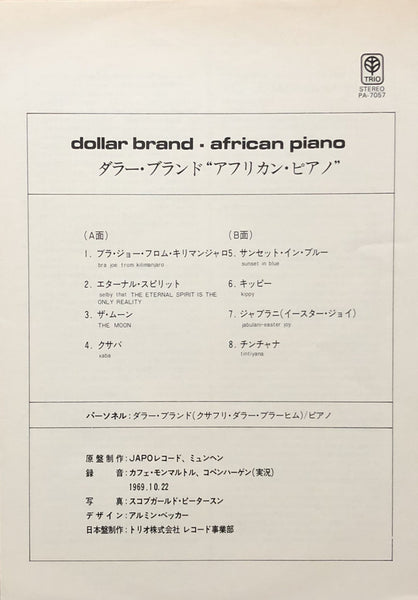 TRIO
STEREO
PA-7057
dollar brand・african piano
ダラー・ブランド“アフリカン・ピアノ”
(A面)
1. ブラ・ジョー・フロム・キリマンジャロ
bra joe from kilimanjaro
2. エターナル・スピリット
selby that THE ETERNAL SPIRIT IS THE
ONLY REALITY
3. ザ・ムーン
THE MOON
4. クサバ
xaba
(B面)
5. サンセット・イン・ブルー
sunset in blue
6. キッピー
kippy
7. ジャブラニ(イースター・ジョイ)
jabulani-easter joy
8. チンチャナ
tintiyana
パーソネル:ダラー・ブランド(クサフリ・ダラー・ブラーヒム)/ピアノ
原盤制作:JAPOレコード、ミュンヘン
録音:カフェ・モンマルトル、コペンハーゲン(実況)
1969.10.22
写真:スコブガールド・ピータースン
デザイン:アルミン・ベッカー
日本盤制作:トリオ株式会社 レコード事業部